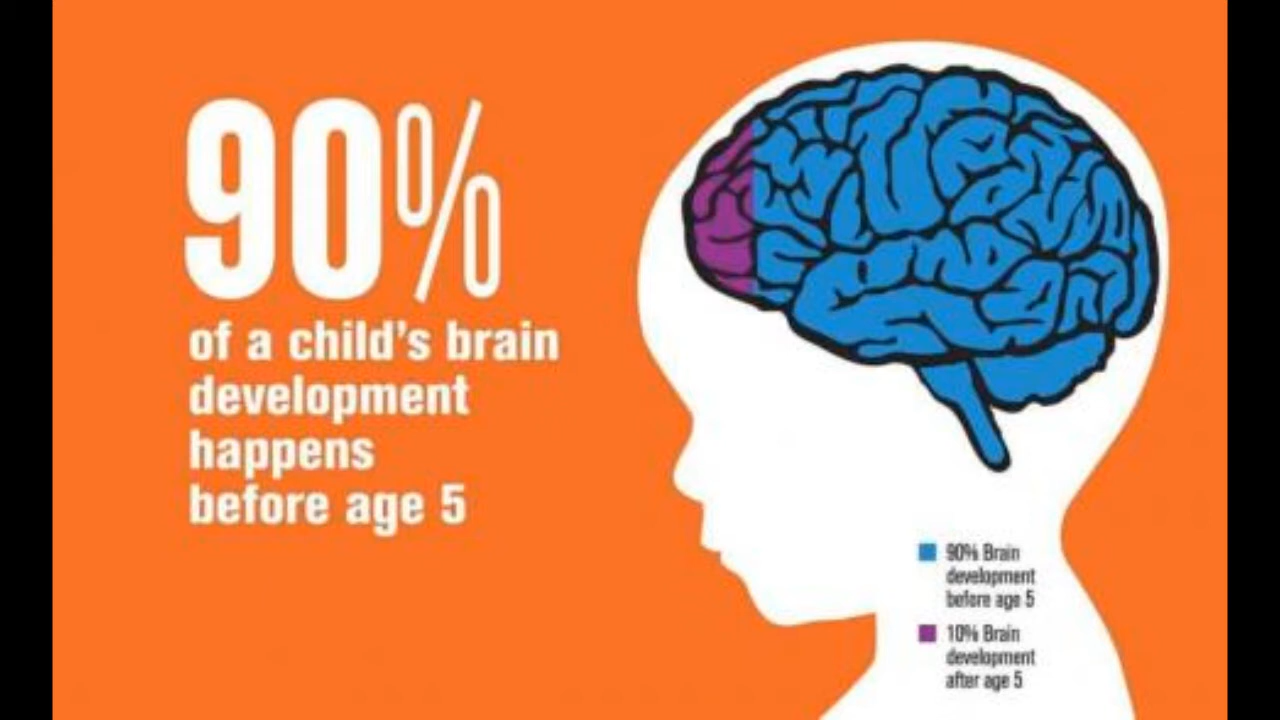 90%
of a child's brain
development
happens
before age 5
90% Brain
development
before age 5
10% Brain
development
after age 5